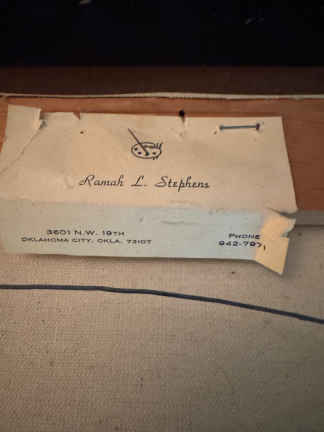 Ramah L. Stephens
3601 N.W. 19TH
OKLAHOMA CITY, OKLA. 73107
PHONE
942-7971